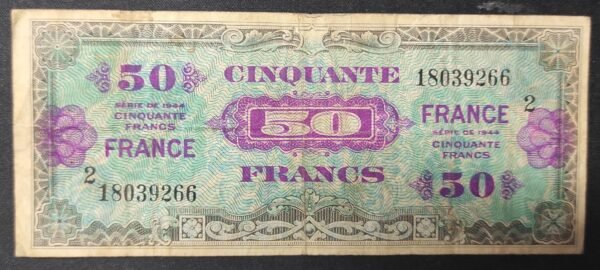 50
SÉRIE DE 1944
CINQUANTE
FRANCS
FRANCE
2
18039266
CINQUANTE
50
FRANCS
18039266
2
FRANCE
SÉRIE DE 1944
CINQUANTE
FRANCS
50